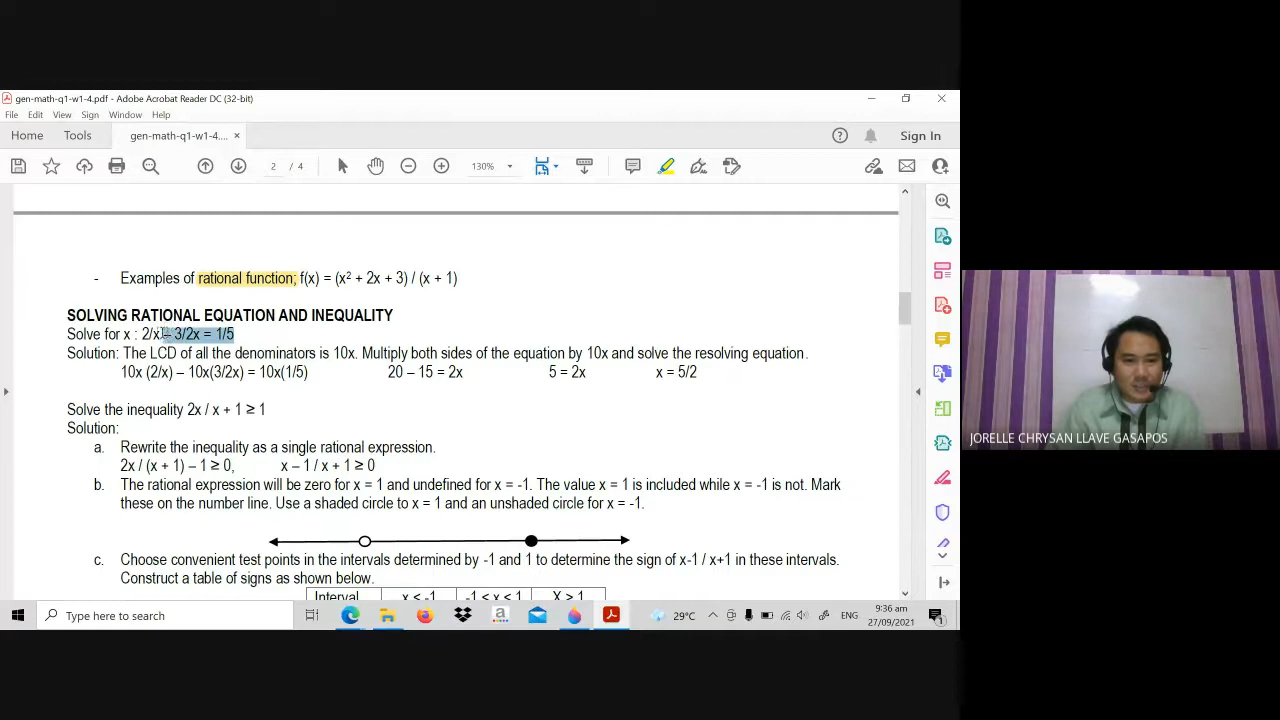 gen-math-q1-w1-4.pdf - Adobe Acrobat Reader DC (32-bit)
File Edit View Sign Window Help
Home Tools gen-math-q1-w1-4.... × Sign In
2 / 4 130%
- Examples of rational function; f(x) = (x² + 2x + 3) / (x + 1)
SOLVING RATIONAL EQUATION AND INEQUALITY
Solve for x : 2/x – 3/2x = 1/5
Solution: The LCD of all the denominators is 10x. Multiply both sides of the equation by 10x and solve the resolving equation.
10x (2/x) – 10x(3/2x) = 10x(1/5) 20 – 15 = 2x 5 = 2x x = 5/2
Solve the inequality 2x / x + 1 ≥ 1
Solution:
a. Rewrite the inequality as a single rational expression.
2x / (x + 1) – 1 ≥ 0, x – 1 / x + 1 ≥ 0
b. The rational expression will be zero for x = 1 and undefined for x = -1. The value x = 1 is included while x = -1 is not. Mark
these on the number line. Use a shaded circle to x = 1 and an unshaded circle for x = -1.
c. Choose convenient test points in the intervals determined by -1 and 1 to determine the sign of x-1 / x+1 in these intervals.
Construct a table of signs as shown below.
Interval x < -1 -1 < x < 1 X > 1
JORELLE CHRYSAN LLAVE GASAPOS
Type here to search
29°C ENG 9:36 am
27/09/2021